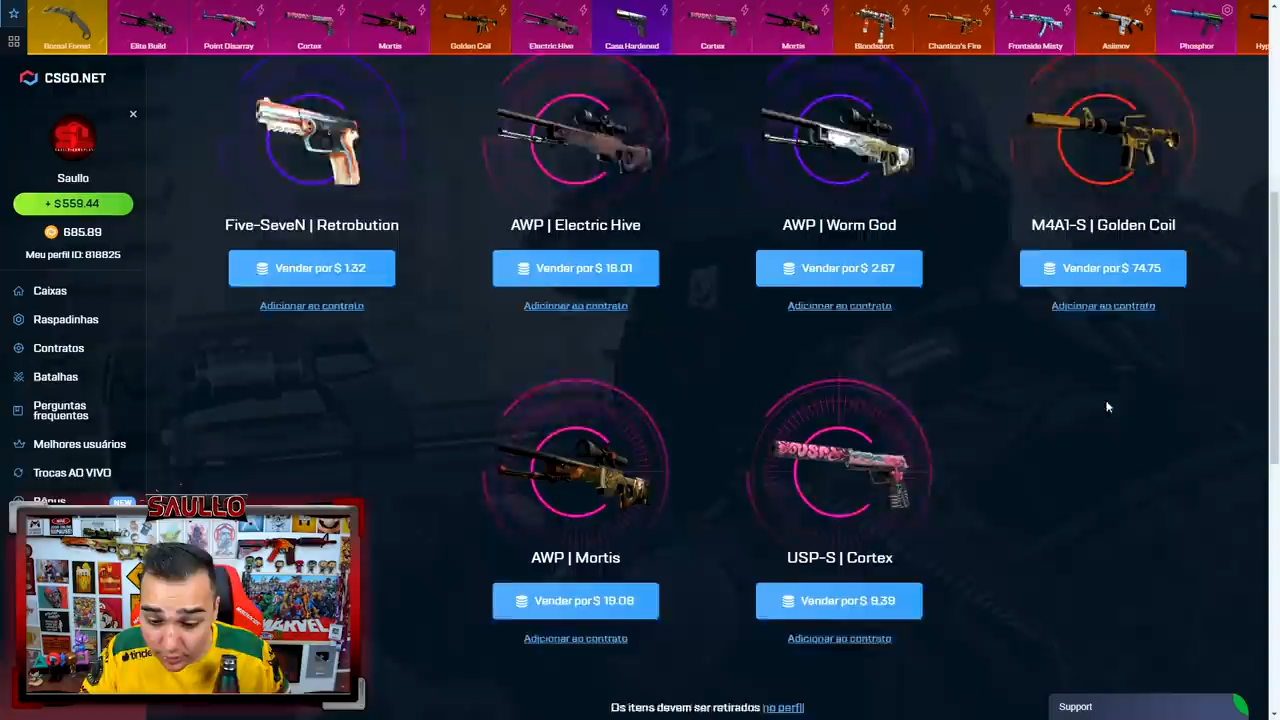 Boreal Forest
Elite Build
Point Disarray
Cortex
Mortis
Golden Coil
Electric Hive
Case Hardened
Cortex
Mortis
Bloodsport
Chantico's Fire
Frontside Misty
Asiimov
Phosphor
Hyp
CSGO.NET
Saullo
+ $559.44
685.89
Meu perfil ID: 818825
Caixas
Raspadinhas
Contratos
Batalhas
Perguntas
frequentes
Melhores usuários
Trocas AO VIVO
Bônus
NEW
Five-SeveN | Retrobution
Vender por $ 1.32
Adicionar ao contrato
AWP | Electric Hive
Vender por $ 16.01
Adicionar ao contrato
AWP | Worm God
Vender por $ 2.67
Adicionar ao contrato
M4A1-S | Golden Coil
Vender por $ 74.75
Adicionar ao contrato
AWP | Mortis
Vender por $ 19.08
Adicionar ao contrato
USP-S | Cortex
Vender por $ 9.39
Adicionar ao contrato
Os itens devem ser retirados no perfil
Support
SAULLO
MARVEL
tinder